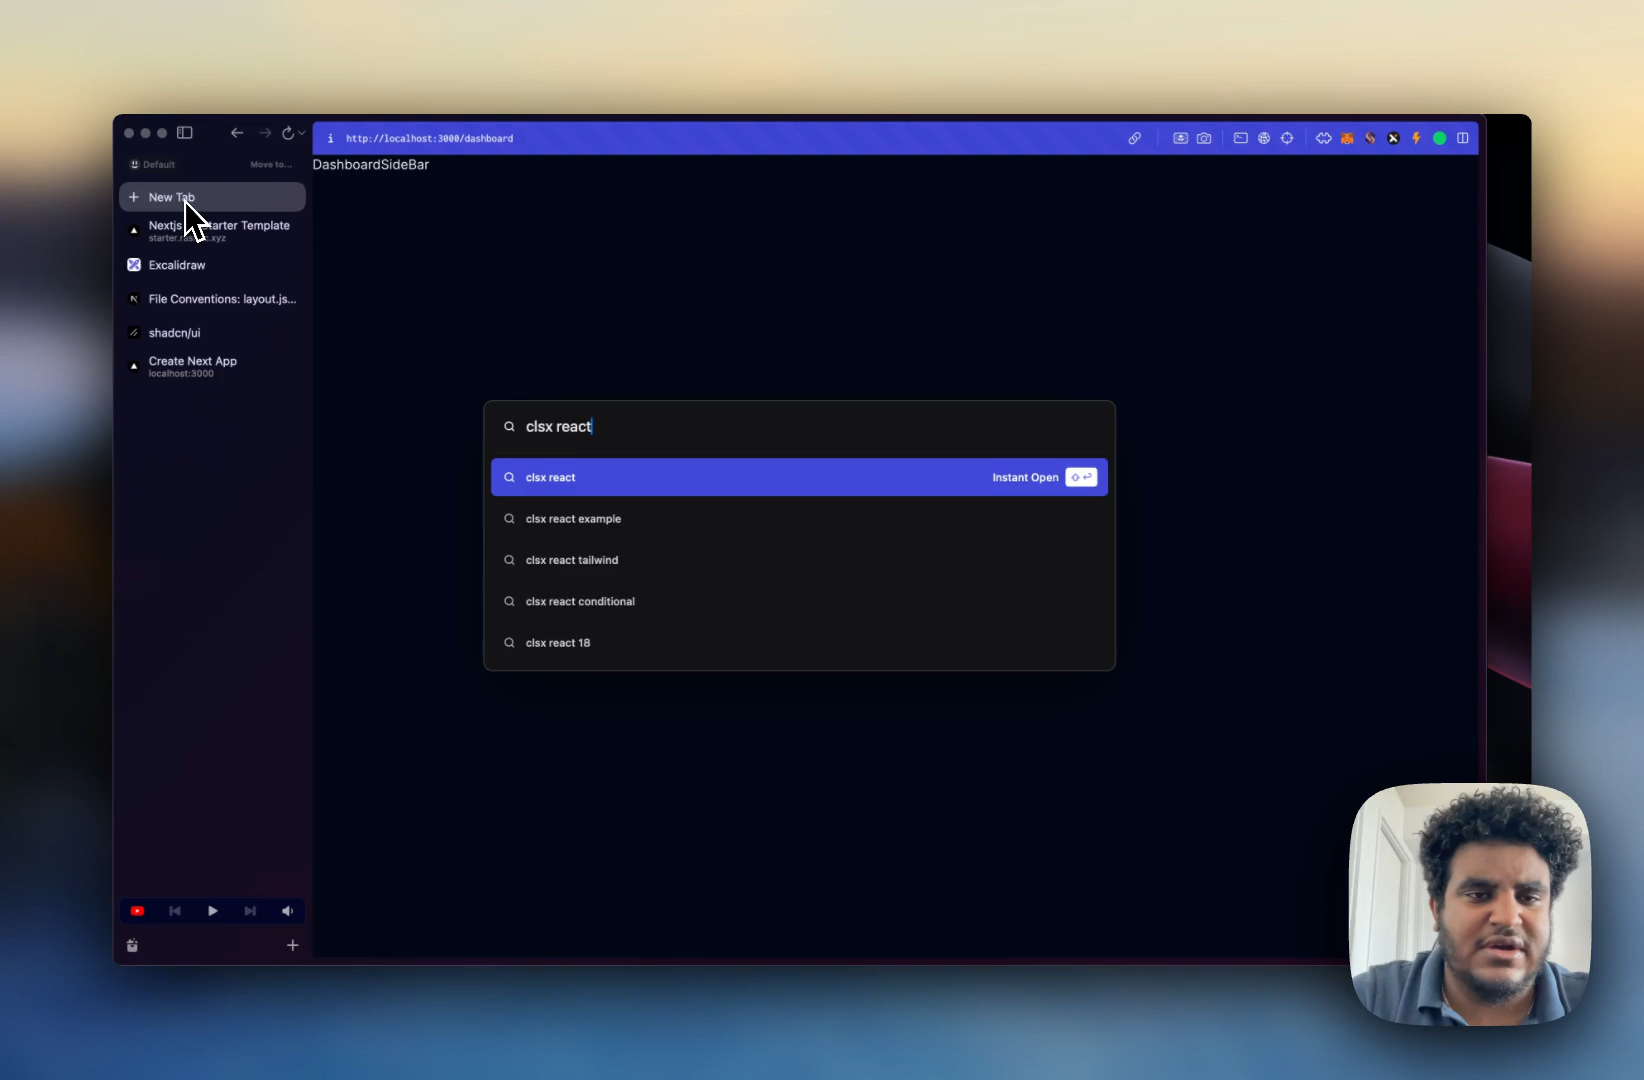 http://localhost:3000/dashboard
Default
Move to...
DashboardSideBar
New Tab
Nextjs Starter Template
Excalidraw
File Conventions: layout.js...
shadcn/ui
Create Next App
localhost:3000
clsx react
clsx react
Instant Open
clsx react example
clsx react tailwind
clsx react conditional
clsx react 18